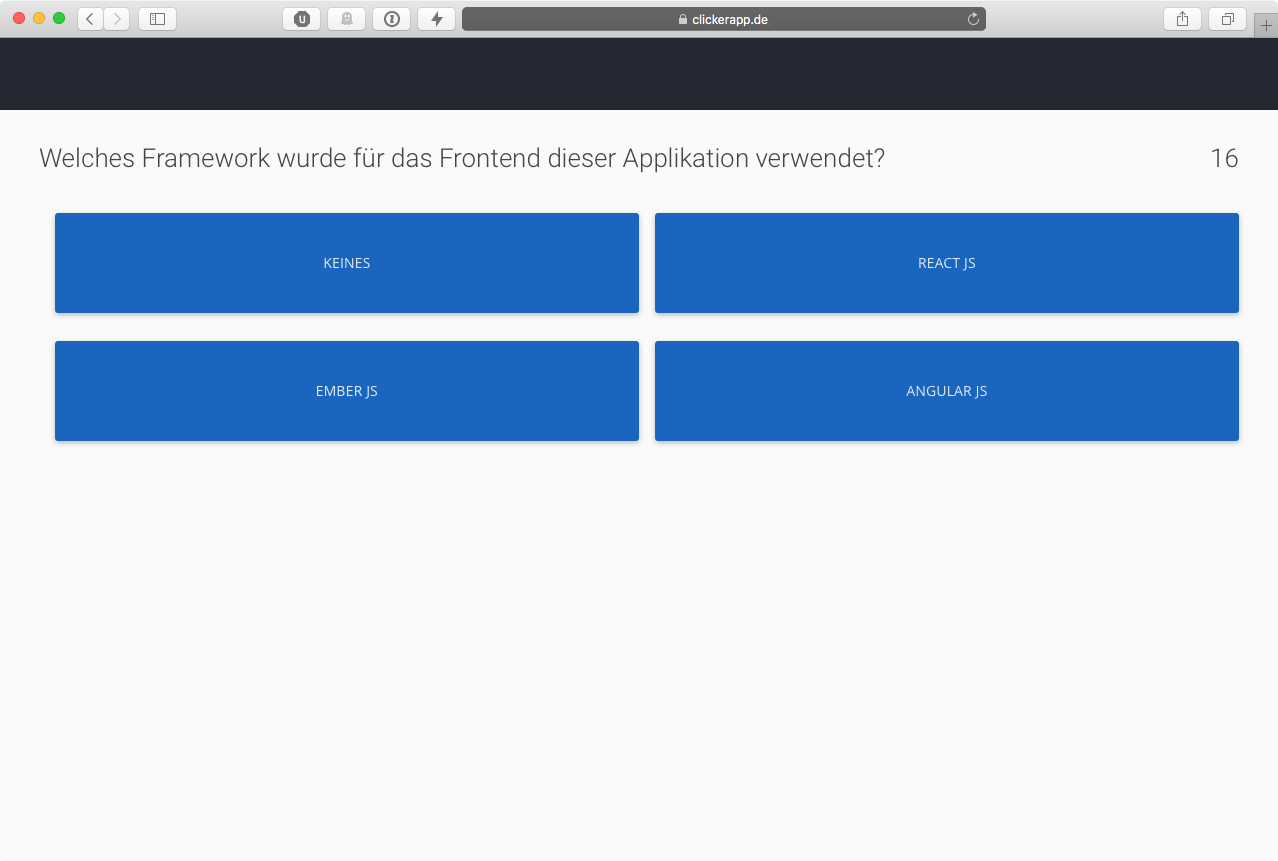 clickerapp.de
Welches Framework wurde für das Frontend dieser Applikation verwendet?
16
KEINES
REACT JS
EMBER JS
ANGULAR JS